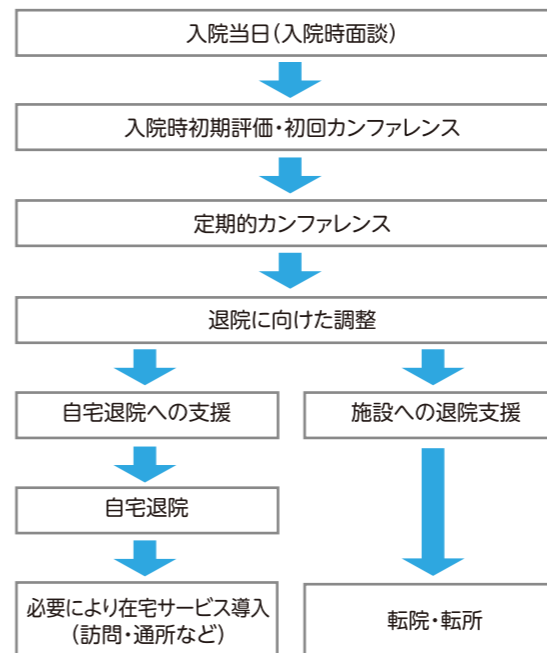 入院当日(入院時面談)
入院時初期評価・初回カンファレンス
定期的カンファレンス
退院に向けた調整
自宅退院への支援
施設への退院支援
自宅退院
必要により在宅サービス導入
(訪問・通所など)
転院・転所